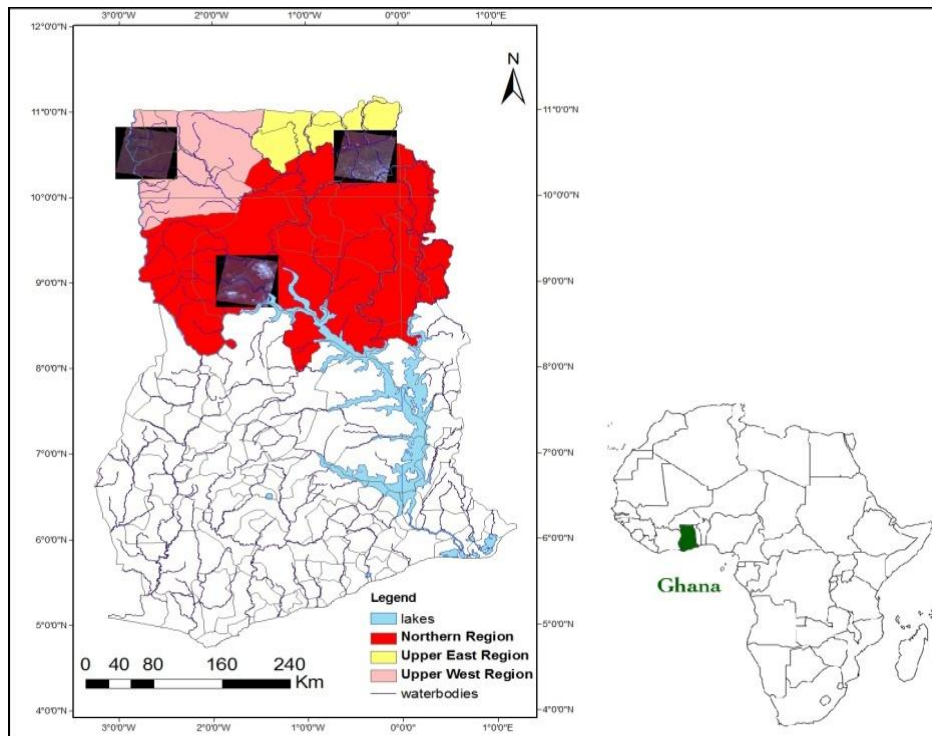 3°0'0"W 2°0'0"W 1°0'0"W 0°0'0" 1°0'0"E
12°0'0"N
N
11°0'0"N 11°0'0"N
10°0'0"N 10°0'0"N
9°0'0"N 9°0'0"N
8°0'0"N 8°0'0"N
7°0'0"N 7°0'0"N
6°0'0"N 6°0'0"N
Ghana
Legend
lakes
5°0'0"N 5°0'0"N
Northern Region
Upper East Region
0 40 80 160 240
Km
Upper West Region
waterbodies
4°0'0"N 4°0'0"N
3°0'0"W 2°0'0"W 1°0'0"W 0°0'0" 1°0'0"E